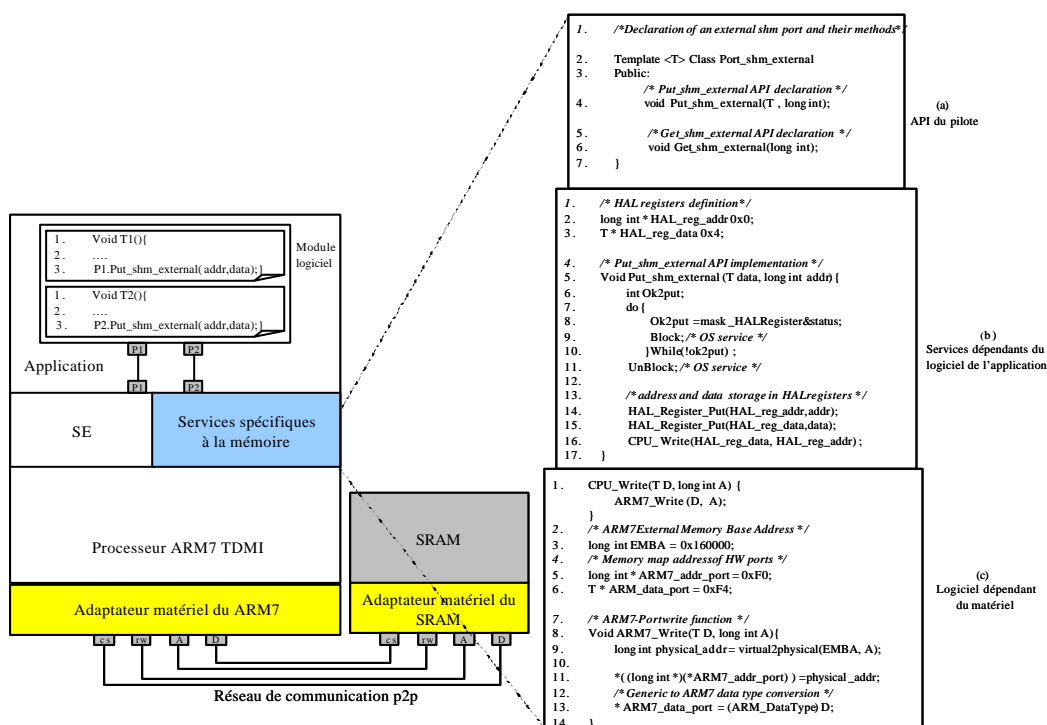 1. /*Declaration of an external shm port and their methods*/
2. Template <T> Class Port_shm_external
3. Public:
/* Put_shm_external API declaration */
4. void Put_shm_external(T , long int);
5. /*Get_shm_external API declaration */
6. void Get_shm_external(long int);
7. }
(a)
API du pilote
1. /* HAL registers definition*/
2. long int * HAL_reg_addr 0x0;
3. T * HAL_reg_data 0x4;
4. /* Put_shm_external API implementation */
5. Void Put_shm_external (T data, long int addr) {
6. int Ok2put;
7. do {
8. Ok2put =mask _HALRegister&status;
9. Block; /* OS service */
10. }While(!ok2put) ;
11. UnBlock; /* OS service */
12.
13. /*address and data storage in HALregisters */
14. HAL_Register_Put(HAL_reg_addr,addr);
15. HAL_Register_Put(HAL_reg_data,data);
16. CPU_Write(HAL_reg_data, HAL_reg_addr) ;
17. }
(b)
Services dépendants du
logiciel de l'application
1. CPU_Write(T D, long int A) {
ARM7_Write (D, A);
}
2. /* ARM7External Memory Base Address */
3. long int EMBA = 0x160000;
4. /* Memory map addressof HW ports */
5. long int * ARM7_addr_port = 0xF0;
6. T * ARM_data_port = 0xF4;
7. /* ARM7-Portwrite function */
8. Void ARM7_Write(T D, long int A){
9. long int physical_addr= virtual2physical(EMBA, A);
10.
11. *( (long int *)(*ARM7_addr_port) ) =physical_addr;
12. /* Generic to ARM7 data type conversion */
13. * ARM7_data_port = (ARM_DataType) D;
14. }
(c)
Logiciel dépendant
du matériel
1. Void T1(){
2. ....
3. P1.Put_shm_external( addr,data);}
1. Void T2(){
2. ....
3. P2.Put_shm_external( addr,data);}
Module
logiciel
P1
P2
Application
P1
P2
SE
Services spécifiques
à la mémoire
Processeur ARM7 TDMI
SRAM
Adaptateur matériel du ARM7
Adaptateur matériel du
SRAM
cs
rw
A
D
cs
rw
A
D
Réseau de communication p2p